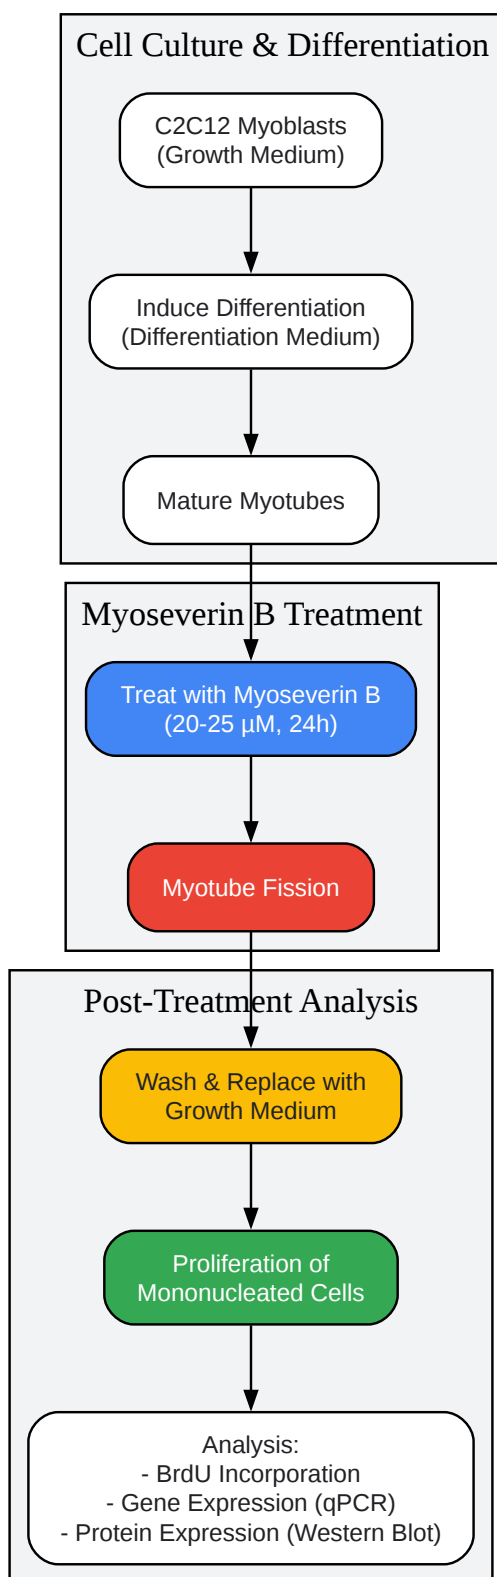 Cell Culture & Differentiation
C2C12 Myoblasts
(Growth Medium)
Induce Differentiation
(Differentiation Medium)
Mature Myotubes
Myoseverin B Treatment
Treat with Myoseverin B
(20-25 µM, 24h)
Myotube Fission
Post-Treatment Analysis
Wash & Replace with
Growth Medium
Proliferation of
Mononucleated Cells
Analysis:
- BrdU Incorporation
- Gene Expression (qPCR)
- Protein Expression (Western Blot)